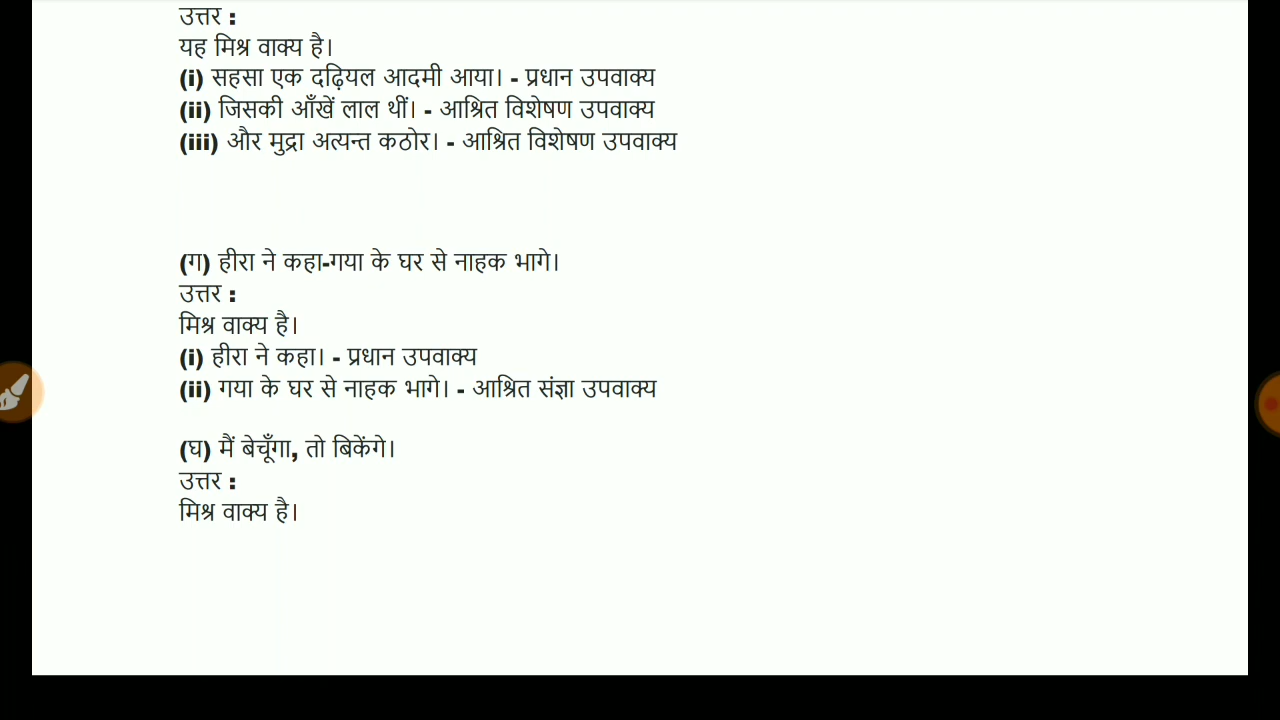 उत्तर :
यह मिश्र वाक्य है।
(i) सहसा एक दढ़ियल आदमी आया। - प्रधान उपवाक्य
(ii) जिसकी आँखें लाल थीं। - आश्रित विशेषण उपवाक्य
(iii) और मुद्रा अत्यन्त कठोर। - आश्रित विशेषण उपवाक्य
(ग) हीरा ने कहा-गया के घर से नाहक भागे।
उत्तर :
मिश्र वाक्य है।
(i) हीरा ने कहा। - प्रधान उपवाक्य
(ii) गया के घर से नाहक भागे। - आश्रित संज्ञा उपवाक्य
(घ) मैं बेचूँगा, तो बिकेंगे।
उत्तर :
मिश्र वाक्य है।